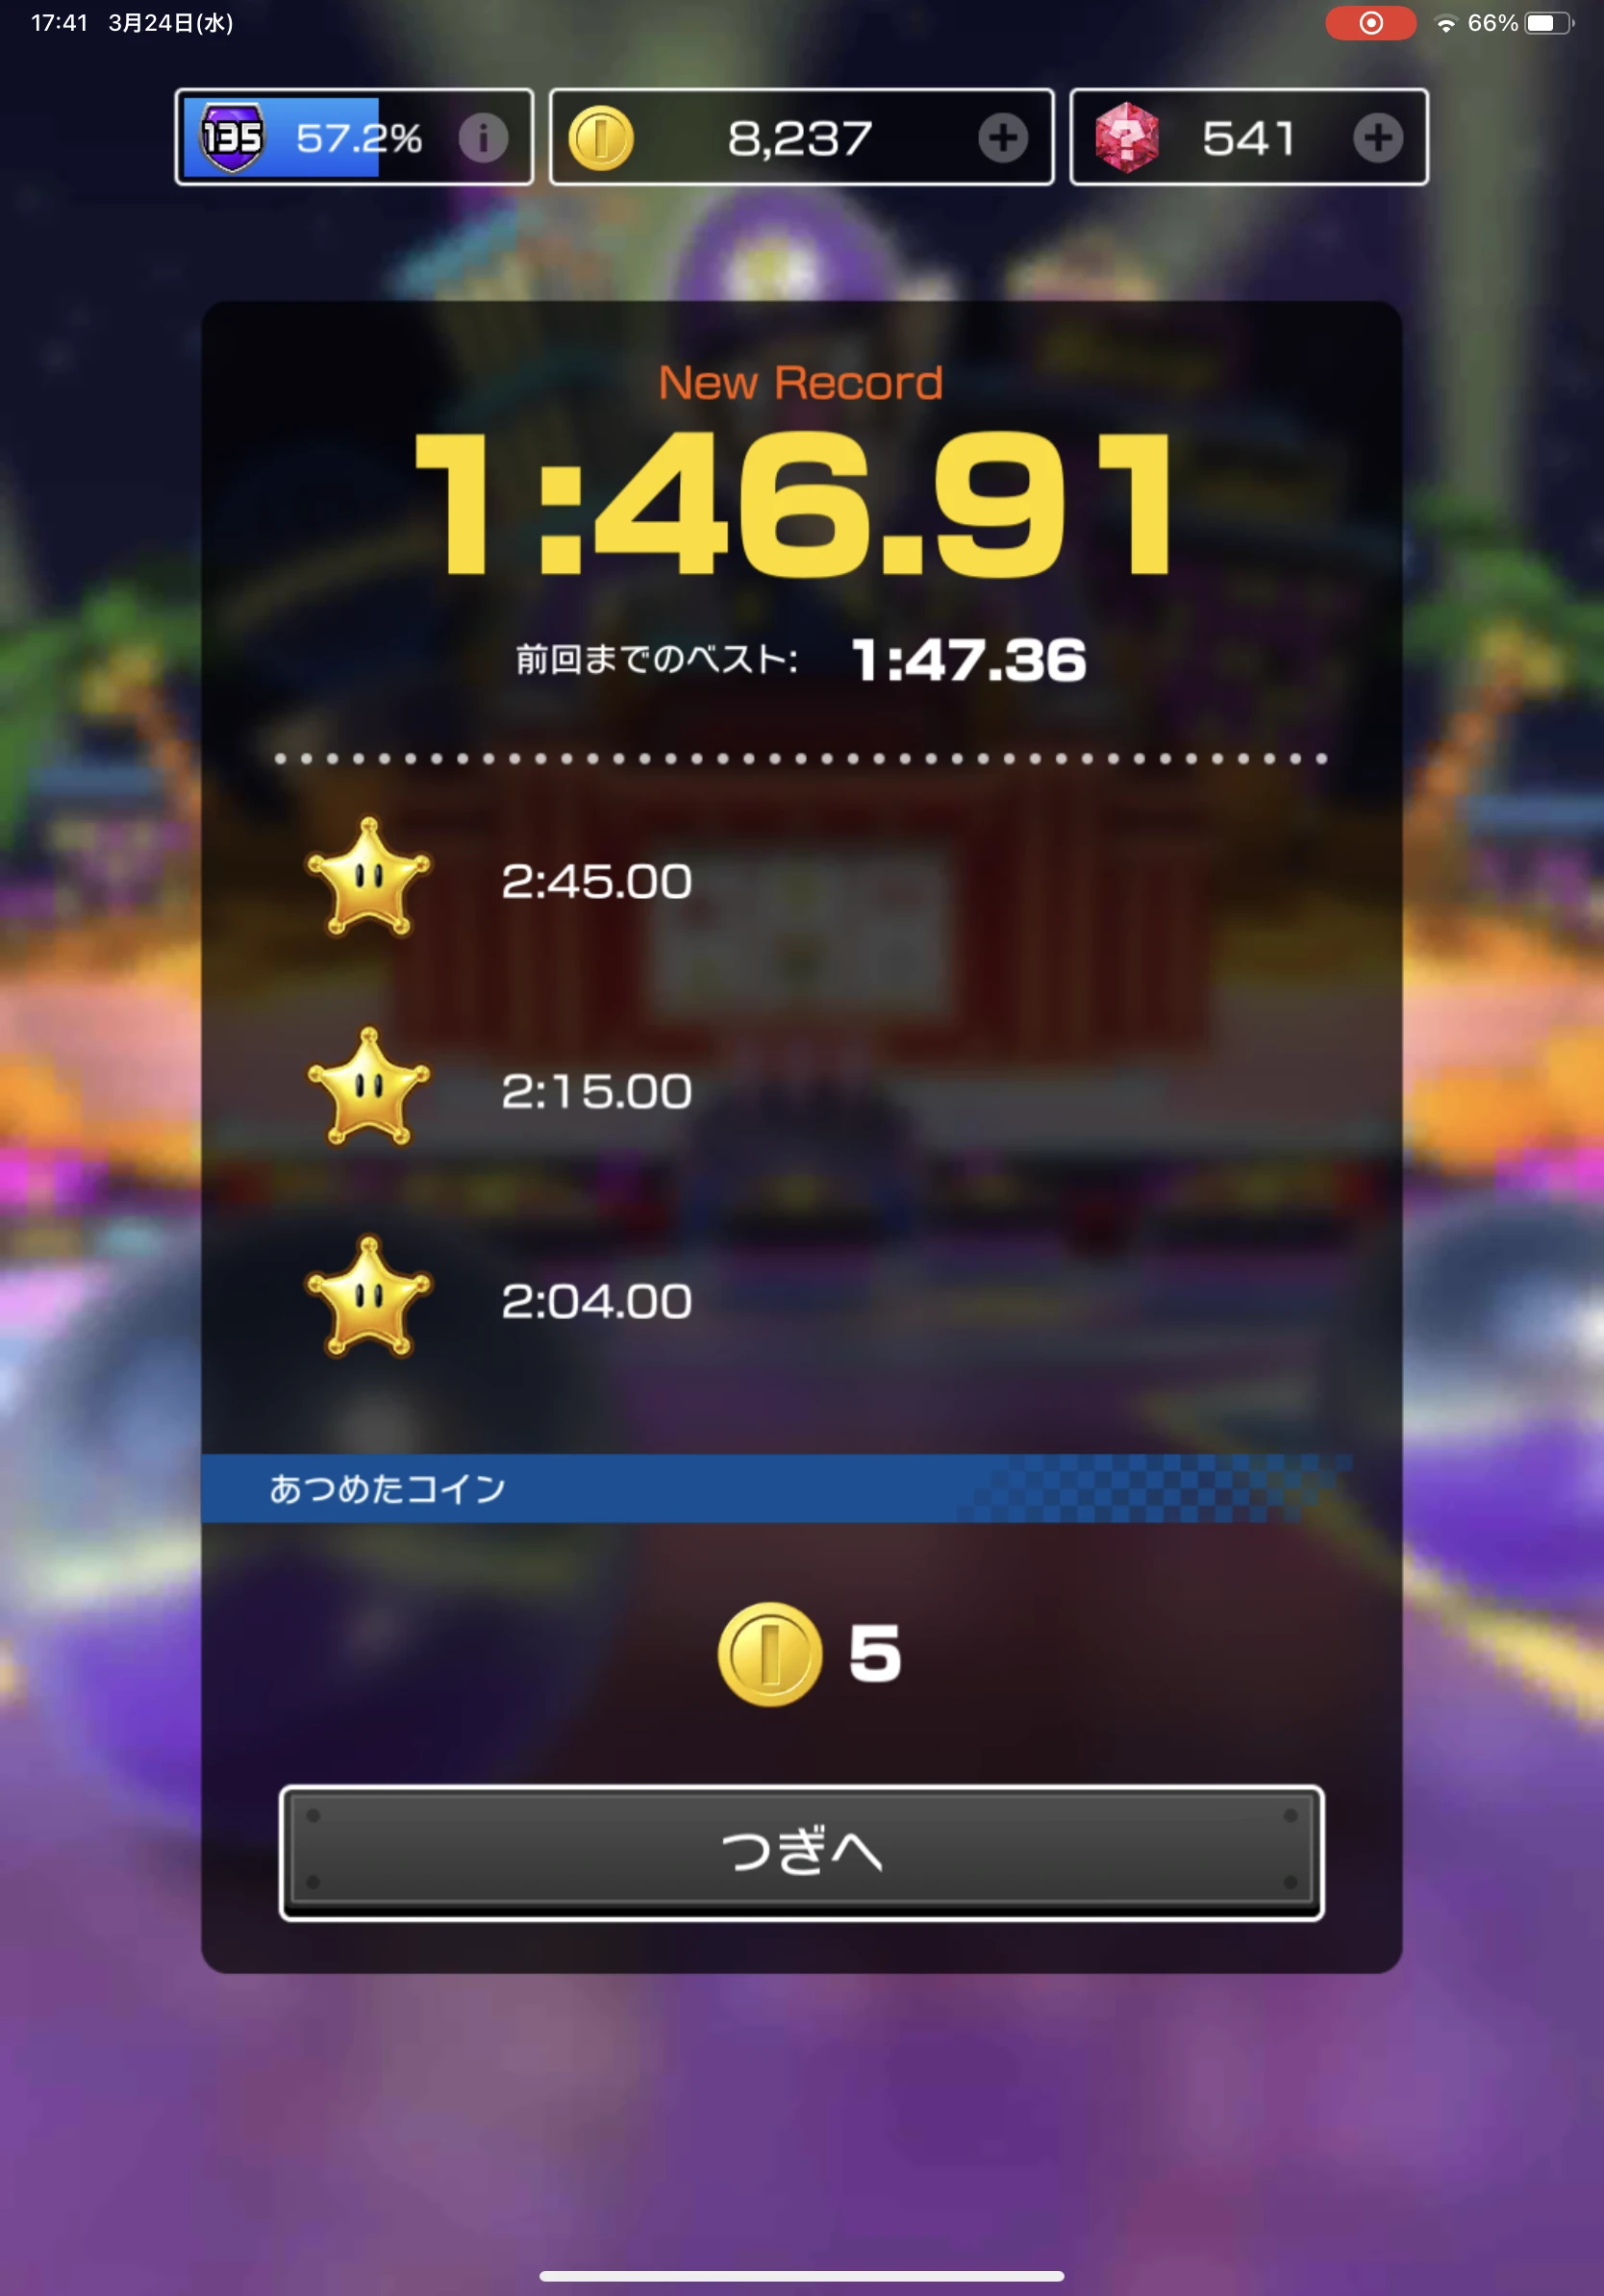 17:41 3月24日(水)
66%
135 57.2% i
8,237 +
541 +
New Record
1:46.91
前回までのベスト: 1:47.36
2:45.00
2:15.00
2:04.00
あつめたコイン
5
つぎへ